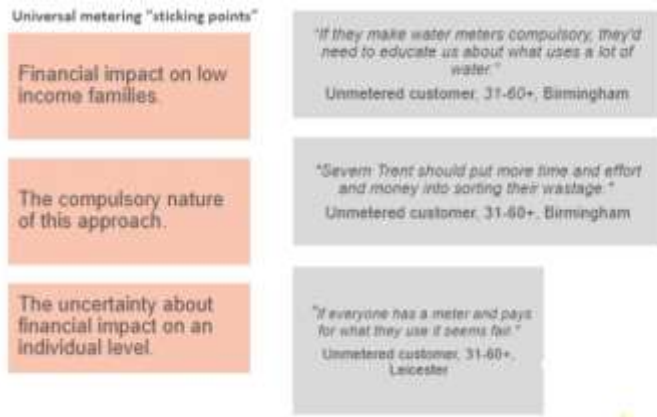 Universal metering "sticking points"
Financial impact on low
income families.
The compulsory nature
of this approach.
The uncertainty about
financial impact on an
individual level.
"If they make water meters compulsory, they'd
need to educate us about what uses a lot of
water."
Unmetered customer, 31-60+, Birmingham
"Severn Trent should put more time and effort
and money into sorting their wastage."
Unmetered customer, 31-60+, Birmingham
"If everyone has a meter and pays
for what they use it seems fair."
Unmetered customer, 31-60+,
Leicester